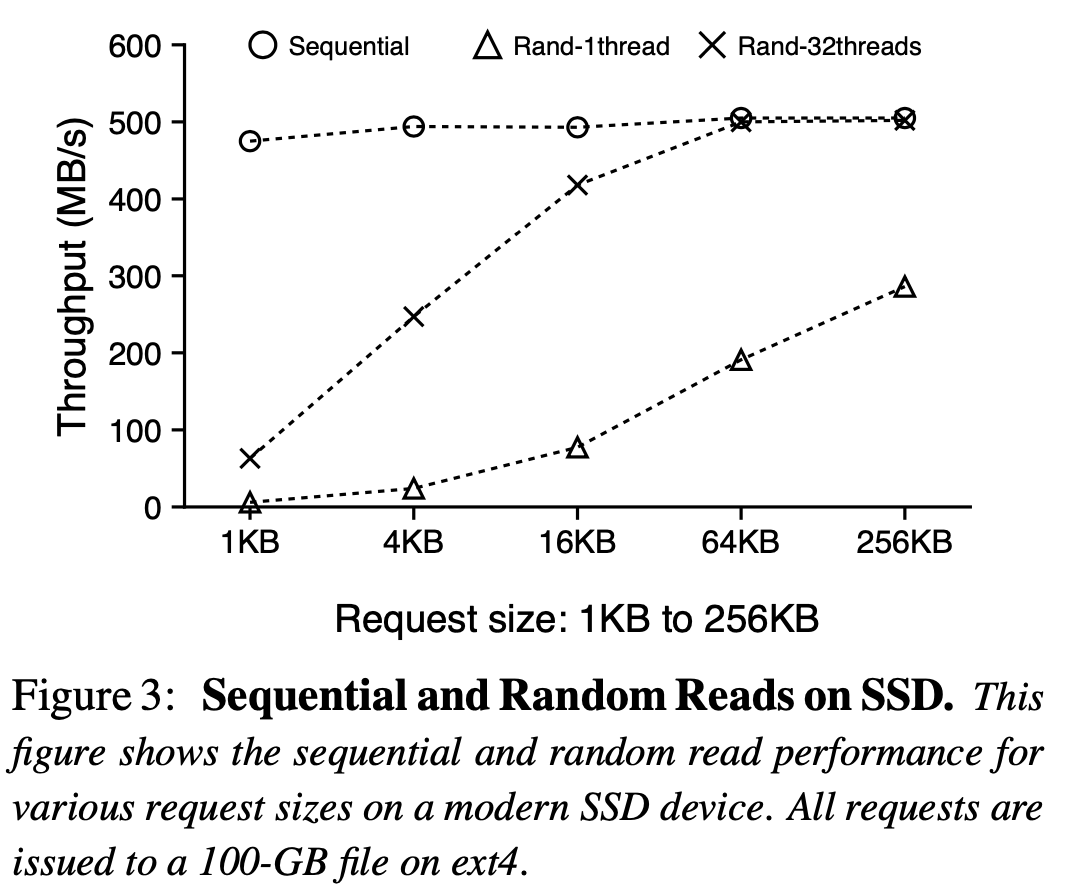 Sequential Rand-1thread Rand-32threads
600
500
400
300
200
100
0
Throughput (MB/s)
1KB 4KB 16KB 64KB 256KB
Request size: 1KB to 256KB
Figure 3: Sequential and Random Reads on SSD. This
figure shows the sequential and random read performance for
various request sizes on a modern SSD device. All requests are
issued to a 100-GB file on ext4.